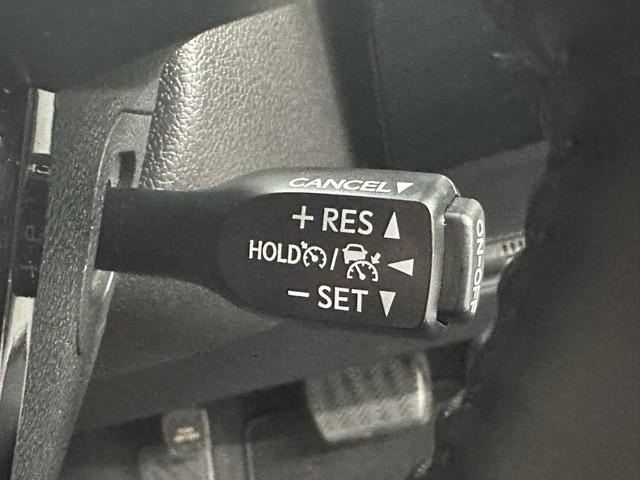 CANCEL▼
+ RES ▲
HOLD / ◀
− SET ▼
ON-OFF